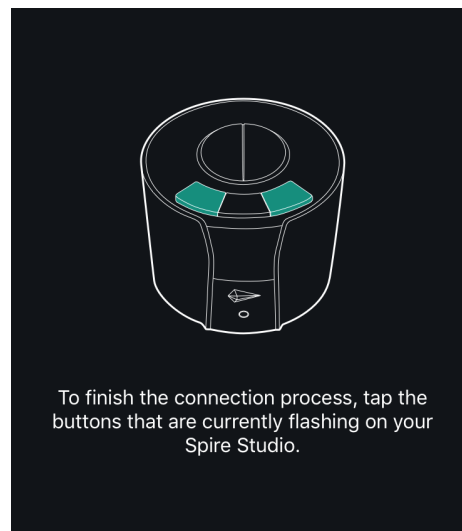 To finish the connection process, tap the
buttons that are currently flashing on your
Spire Studio.